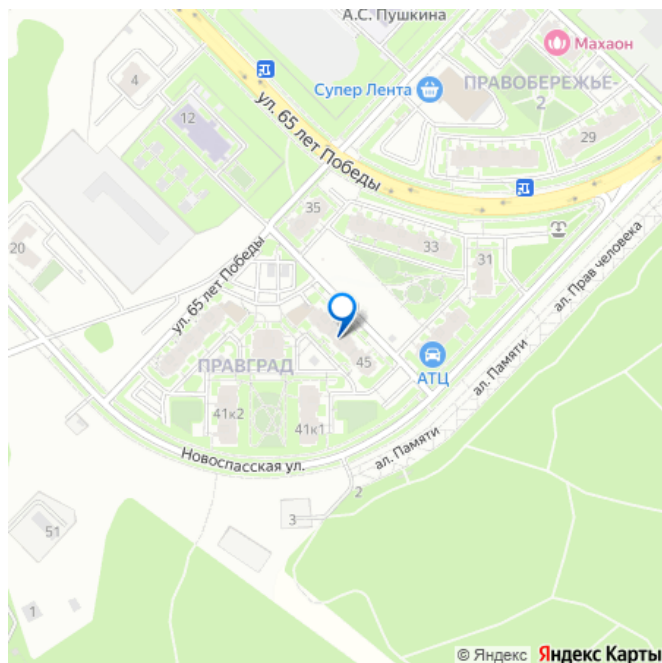 А.С. Пушкина
Махаон
4
Супер Лента
ПРАВОБЕРЕЖЬЕ-
2
12
ул. 65 лет Победы
29
35
33
31
20
ул. 65 лет Победы
ал. Прав человека
45
ПРАВГРАД
АТЦ
ал. Памяти
41к2
41к1
ал. Памяти
Новоспасская ул.
2
3
51
1
© Яндекс Яндекс Карты